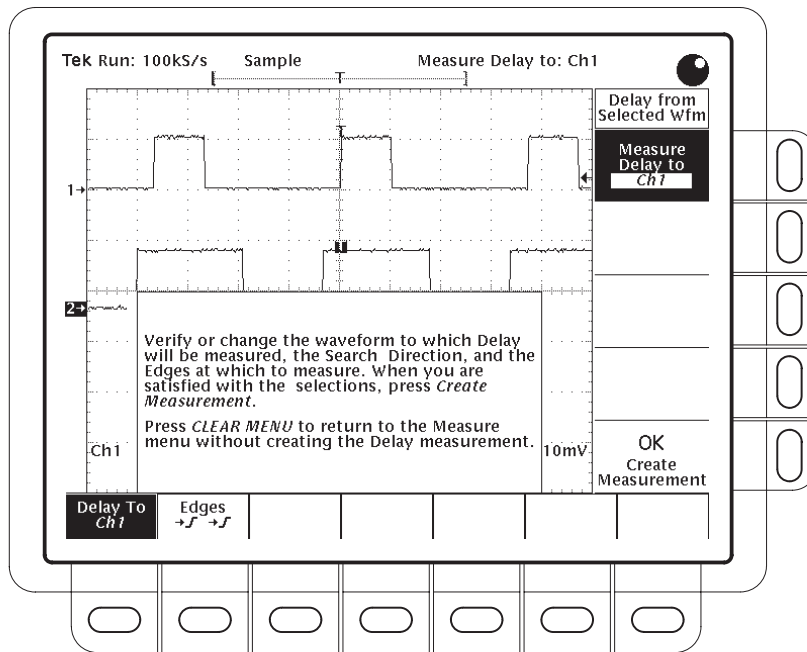 Tek Run: 100kS/s Sample Measure Delay to: Ch1
T
Delay from
Selected Wfm
Measure
Delay to
Ch1
T
1→
T
2→
Verify or change the waveform to which Delay
will be measured, the Search Direction, and the
Edges at which to measure. When you are
satisfied with the selections, press Create
Measurement.
Press CLEAR MENU to return to the Measure
menu without creating the Delay measurement.
Ch1
10mV
OK
Create
Measurement
Delay To
Ch1
Edges